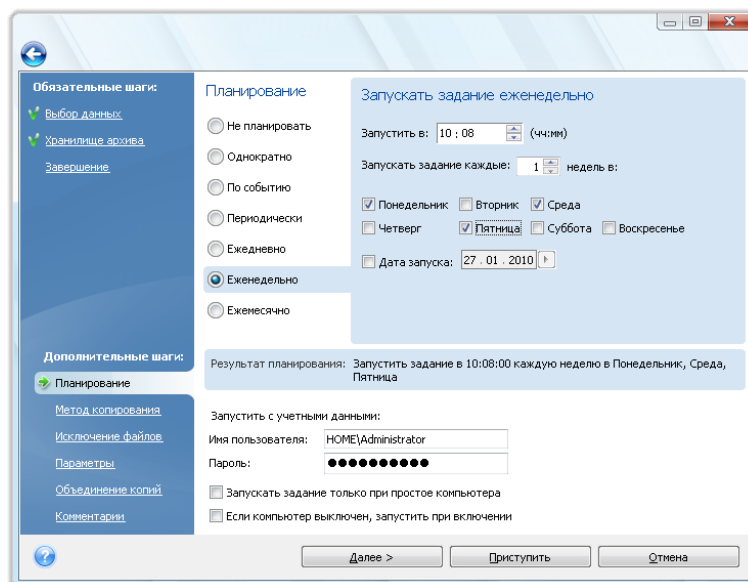 Обязательные шаги:
Выбор данных
Хранилище архива
Завершение
Дополнительные шаги:
Планирование
Метод копирования
Исключение файлов
Параметры
Объединение копий
Комментарии
Планирование
Не планировать
Однократно
По событию
Периодически
Ежедневно
Еженедельно
Ежемесячно
Запускать задание еженедельно
Запустить в: 10 : 08 (чч:мм)
Запускать задание каждые: 1 недель в:
Понедельник Вторник Среда
Четверг Пятница Суббота Воскресенье
Дата запуска: 27 . 01 . 2010
Результат планирования: Запустить задание в 10:08:00 каждую неделю в Понедельник, Среда,
Пятница
Запустить с учетными данными:
Имя пользователя: HOME\Administrator
Пароль: ●●●●●●●●●●
Запускать задание только при простое компьютера
Если компьютер выключен, запустить при включении
Далее > Приступить Отмена